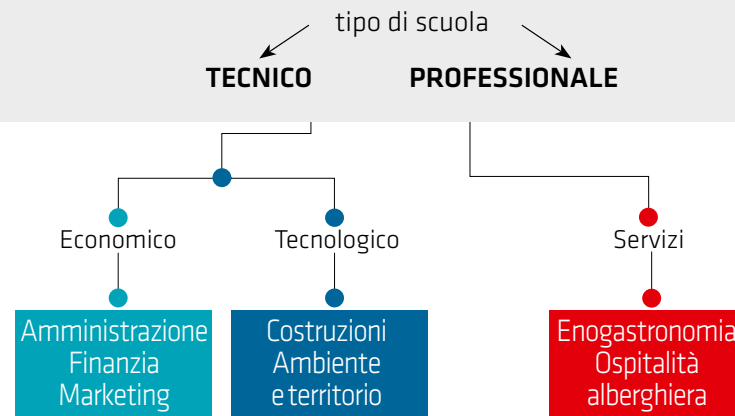 tipo di scuola
TECNICO
PROFESSIONALE
Economico
Tecnologico
Servizi
Amministrazione
Finanzia
Marketing
Costruzioni
Ambiente
e territorio
Enogastronomia
Ospitalità
alberghiera